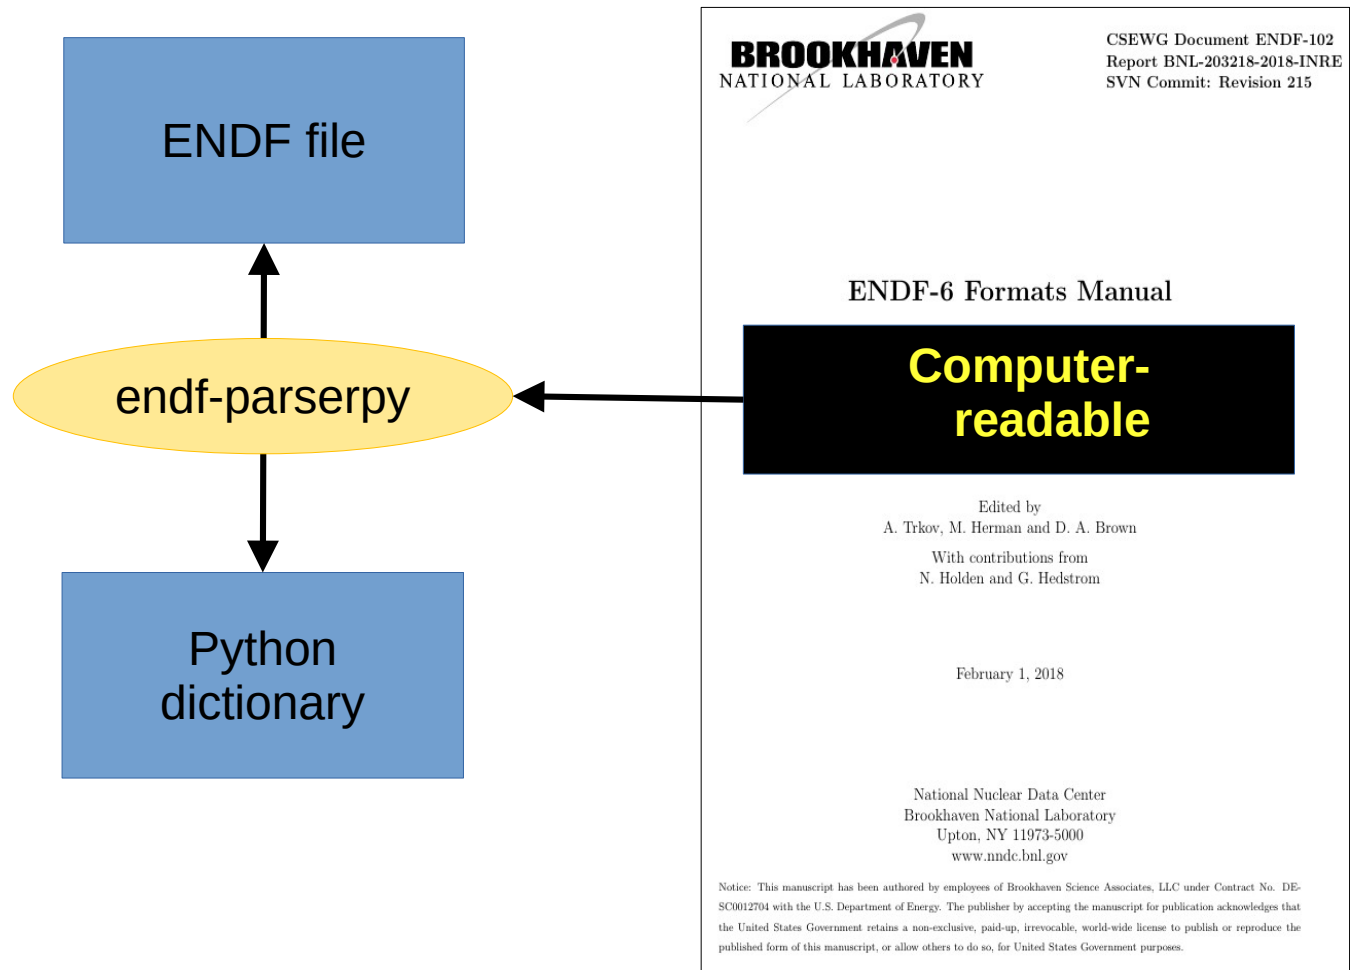 ENDF file
endf-parserpy
Python
dictionary
BROOKHAVEN
NATIONAL LABORATORY
CSEWG Document ENDF-102
Report BNL-203218-2018-INRE
SVN Commit: Revision 215
ENDF-6 Formats Manual
Computer-
readable
Edited by
A. Trkov, M. Herman and D. A. Brown
With contributions from
N. Holden and G. Hedstrom
February 1, 2018
National Nuclear Data Center
Brookhaven National Laboratory
Upton, NY 11973-5000
www.nndc.bnl.gov
Notice: This manuscript has been authored by employees of Brookhaven Science Associates, LLC under Contract No. DE-
SC0012704 with the U.S. Department of Energy. The publisher by accepting the manuscript for publication acknowledges that
the United States Government retains a non-exclusive, paid-up, irrevocable, world-wide license to publish or reproduce the
published form of this manuscript, or allow others to do so, for United States Government purposes.